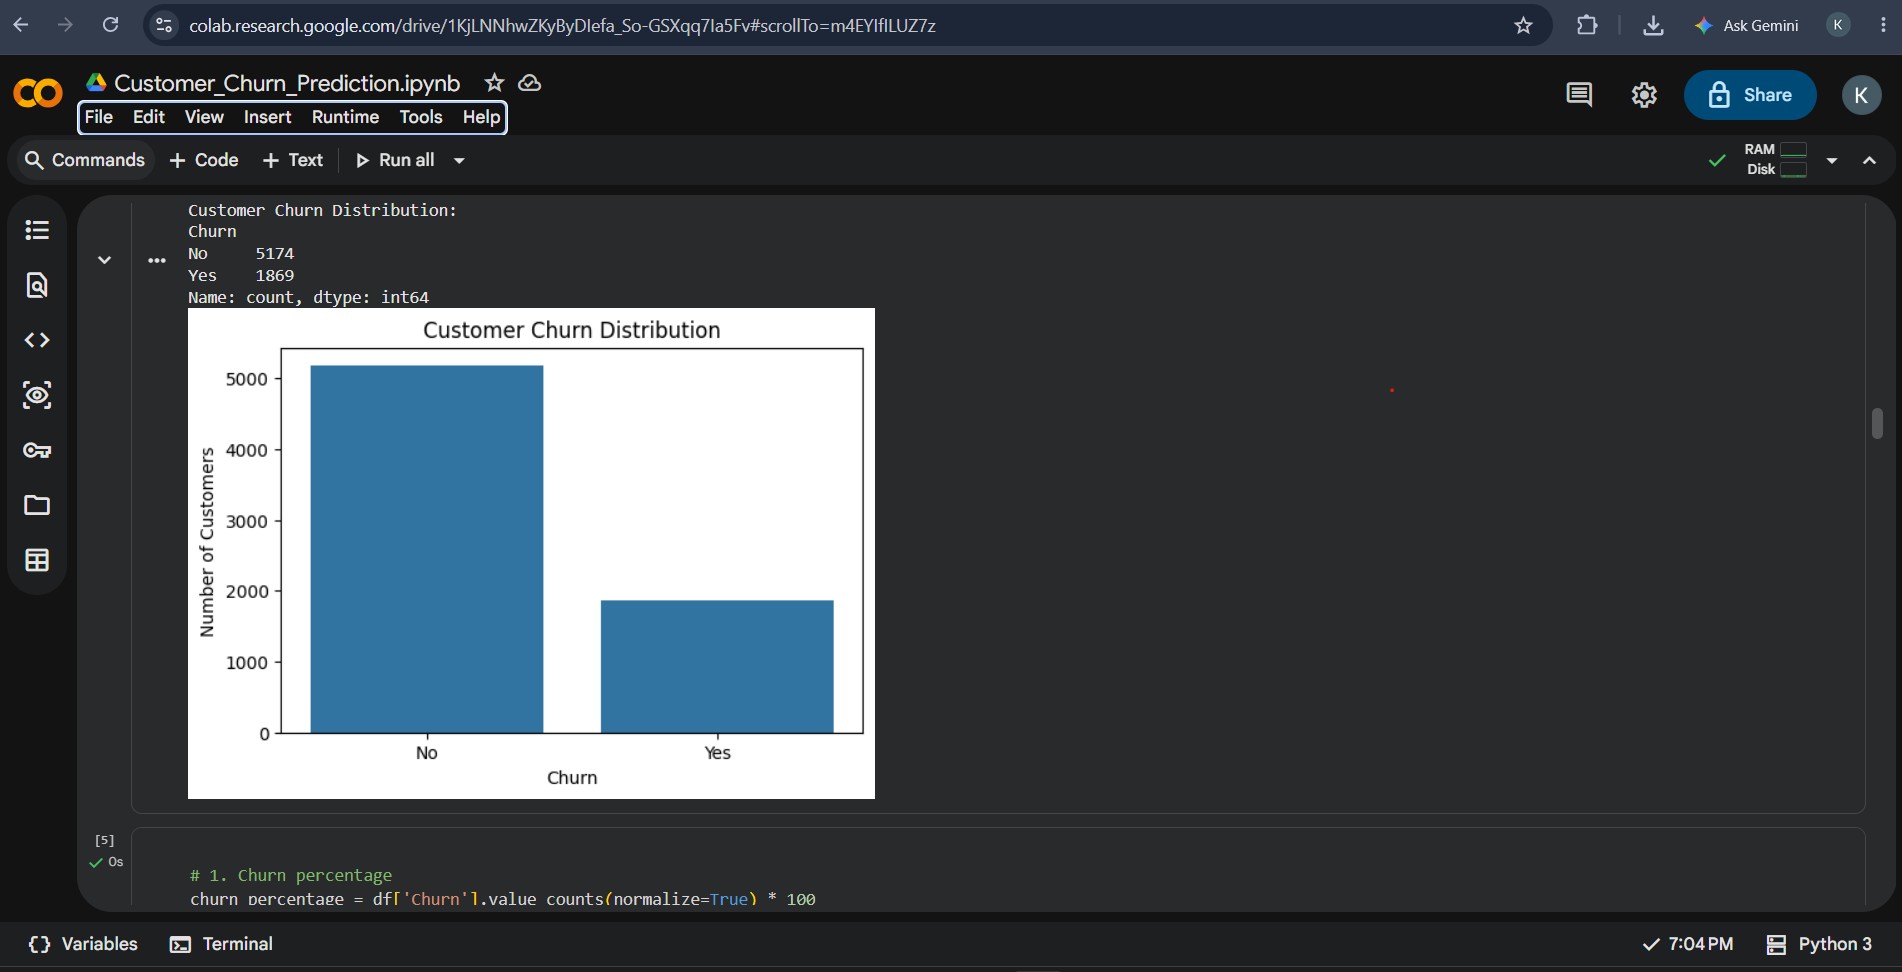 colab.research.google.com/drive/1KjLNNhwZKyByDIefa_So-GSXqq7Ia5Fv#scrollTo=m4EYIfILUZ7z
Ask Gemini
K
Customer_Churn_Prediction.ipynb
File Edit View Insert Runtime Tools Help
Share
K
Commands
+ Code + Text
Run all
RAM
Disk
Customer Churn Distribution:
Churn
No 5174
Yes 1869
Name: count, dtype: int64
Customer Churn Distribution
Number of Customers
5000
4000
3000
2000
1000
0
No Yes
Churn
[5]
0s
# 1. Churn percentage
churn_percentage = df['Churn'].value_counts(normalize=True) * 100
Variables
Terminal
7:04 PM
Python 3